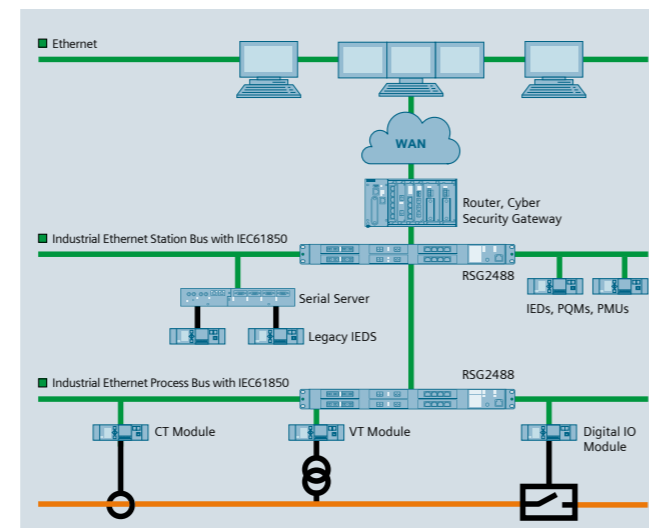 Ethernet
WAN
Router, Cyber
Security Gateway
Industrial Ethernet Station Bus with IEC61850
RSG2488
Serial Server
IEDs, PQMs, PMUs
Legacy IEDS
Industrial Ethernet Process Bus with IEC61850
RSG2488
CT Module
VT Module
Digital IO
Module